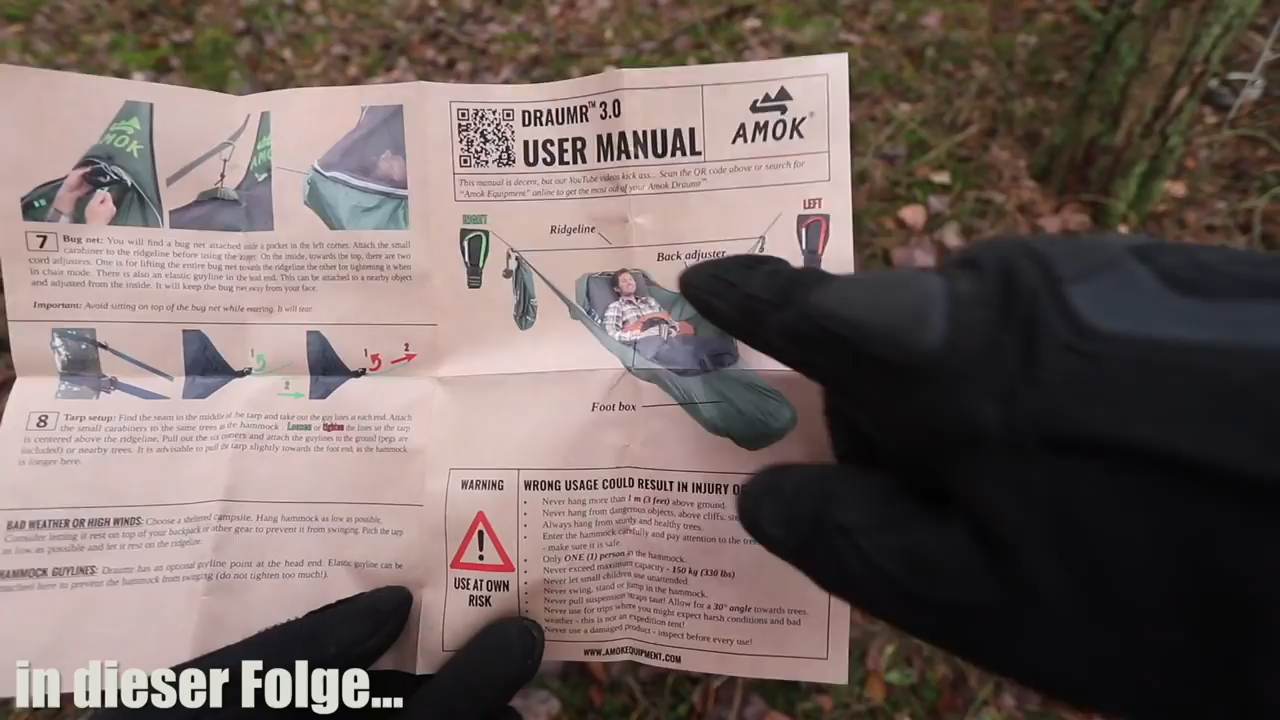 AMOK
7 Bug net: You will find a bug net attached inside a pocket in the left corner. Attach the small
carabiner to the ridgeline before using the zipper. On the inside, towards the top, there are two
cord adjusters. One is for lifting the entire bug net towards the ridgeline the other for tightening it when
in chair mode. There is also an elastic guyline in the head end. This can be attached to a nearby object
and adjusted from the inside. It will keep the bug net away from your face.
Important: Avoid sitting on top of the bug net while entering. It will tear.
1
2
1
2
8 Tarp setup: Find the seam in the middle of the tarp and take out the guy lines at each end. Attach
the small carabiners to the same trees as the hammock. Loosen or tighten the lines so the tarp
is centered above the ridgeline. Pull out the six corners and attach the guylines to the ground (pegs are
included) or nearby trees. It is advisable to pull the tarp slightly towards the foot end, as the hammock
is longer here.
BAD WEATHER OR HIGH WINDS: Choose a sheltered campsite. Hang hammock as low as possible.
Consider letting it rest on top of your backpack or other gear to prevent it from swinging. Pitch the tarp
as low as possible and let it rest on the ridgeline.
HAMMOCK GUYLINES: Draumr has an optional guyline point at the head end. Elastic guyline can be
attached here to prevent the hammock from swinging (do not tighten too much!).
DRAUMR™ 3.0
USER MANUAL
AMOK®
This manual is decent, but our YouTube videos kick ass... Scan the QR code above or search for
"Amok Equipment" online to get the most out of your Amok Draumr™
RIGHT
LEFT
Ridgeline
Back adjuster
Foot box
WARNING
USE AT OWN
RISK
WRONG USAGE COULD RESULT IN INJURY
Never hang more than 1 m (3 feet) above ground.
Never hang from dangerous objects, above cliffs,
Always hang from sturdy and healthy trees.
Enter the hammock carefully and pay attention to the
- make sure it is safe.
Only ONE (1) person in the hammock.
Never exceed maximum capacity - 150 kg (330 lbs)
Never let small children use unattended.
Never swing, stand or jump in the hammock.
Never pull suspension straps taut! Allow for a 30° angle towards trees.
Never use for trips where you might expect harsh conditions and bad
weather - this is not an expedition tent!
Never use a damaged product - inspect before every use!
WWW.AMOKEQUIPMENT.COM
in dieser Folge...